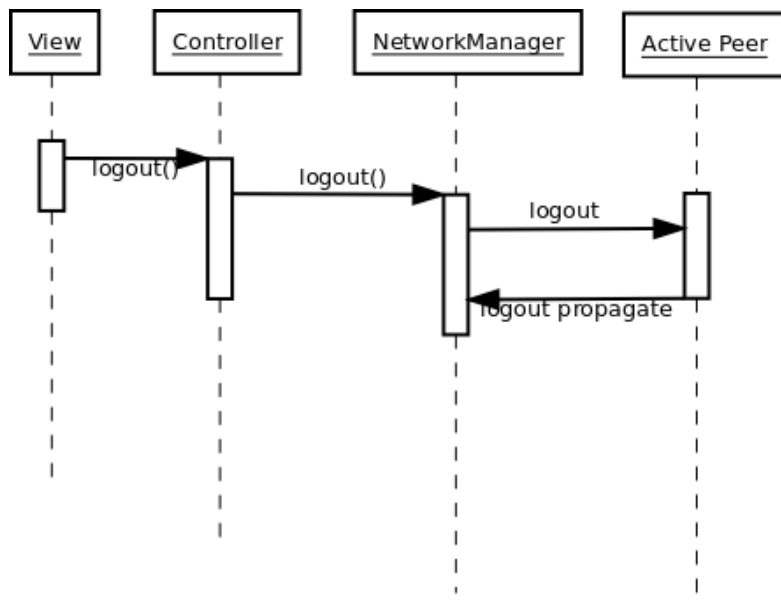 View
Controller
NetworkManager
Active Peer
logout()
logout()
logout
logout propagate